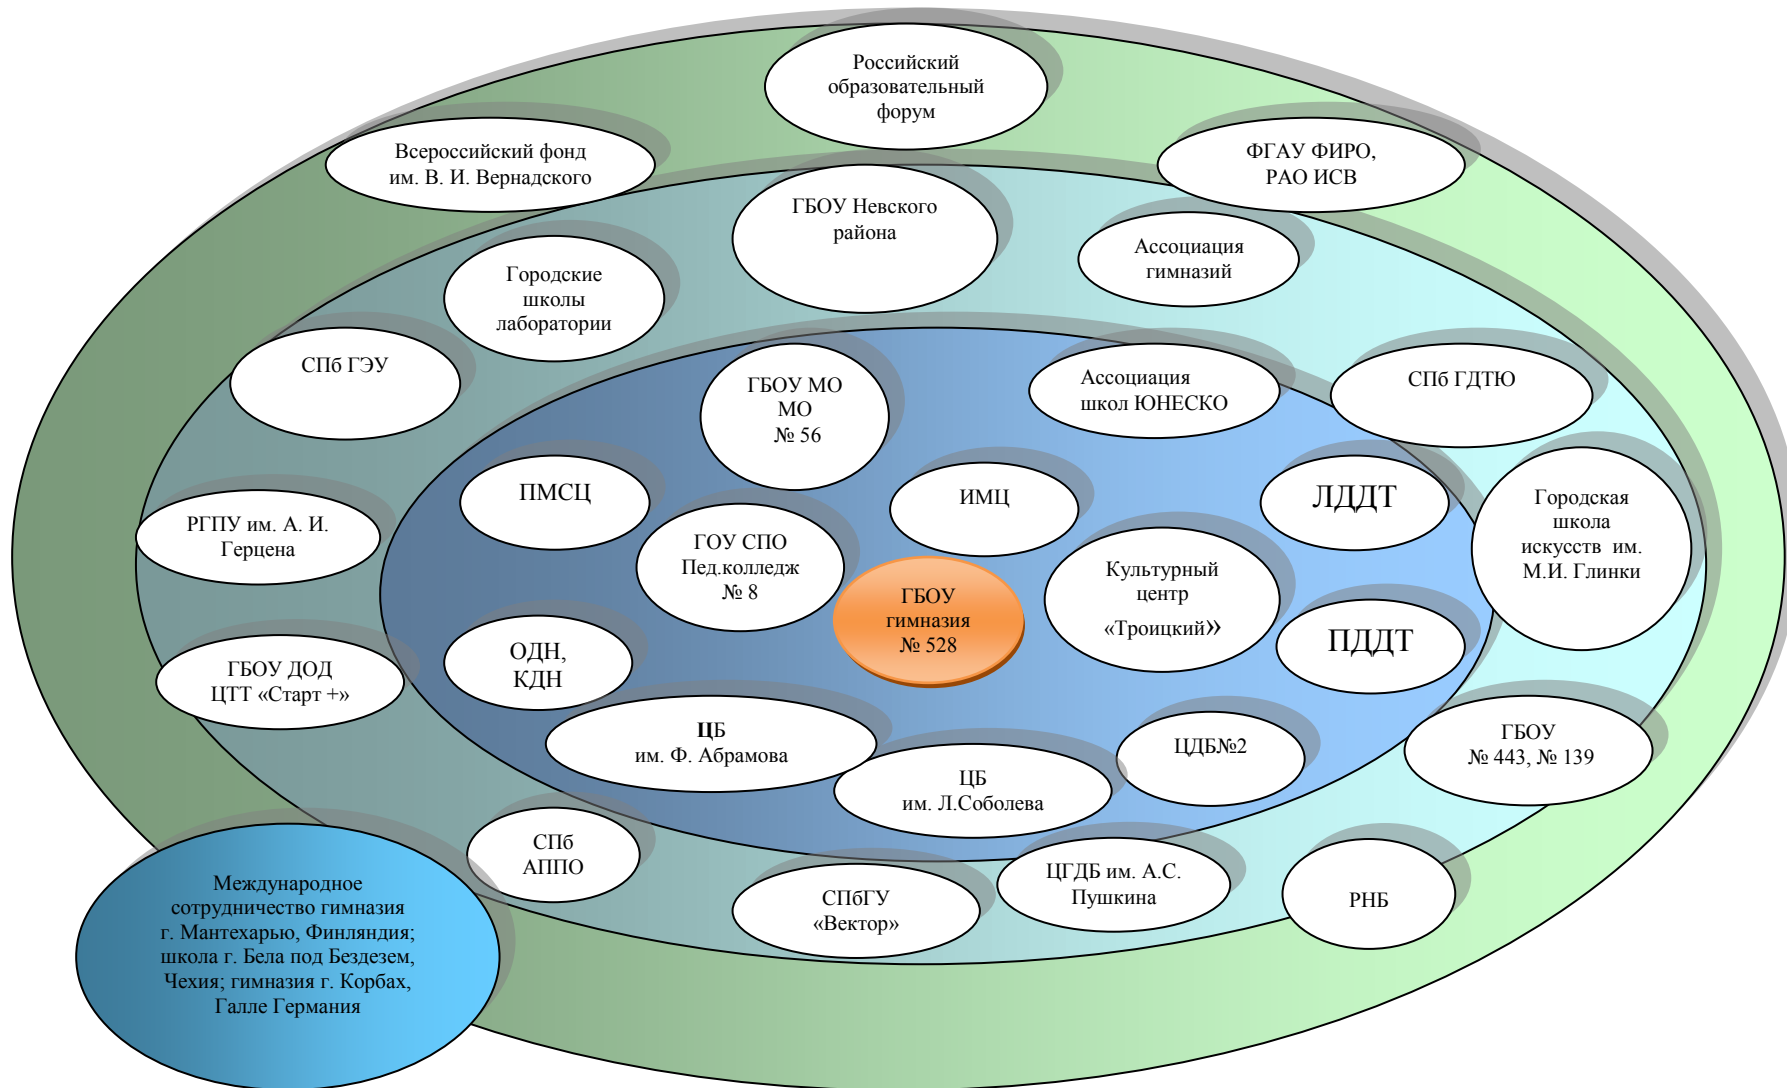 Российский
образовательный
форум
Всероссийский фонд
им. В. И. Вернадского
ФГАУ ФИРО,
РАО ИСВ
ГБОУ Невского
района
Ассоциация
гимназий
Городские
школы
лаборатории
СПб ГЭУ
ГБОУ МО
МО
№ 56
Ассоциация
школ ЮНЕСКО
СПб ГДТЮ
ПМСЦ
ИМЦ
ЛДДТ
Городская
школа
искусств им.
М.И. Глинки
РГПУ им. А. И.
Герцена
ГОУ СПО
Пед.колледж
№ 8
Культурный
центр
«Троицкий»
ГБОУ
гимназия
№ 528
ПДДТ
ГБОУ ДОД
ЦТТ «Старт +»
ОДН,
КДН
ЦБ
им. Ф. Абрамова
ЦДБ№2
ГБОУ
№ 443, № 139
ЦБ
им. Л.Соболева
СПб
АППО
СПбГУ
«Вектор»
ЦГДБ им. А.С.
Пушкина
РНБ
Международное
сотрудничество гимназия
г. Мантехарью, Финляндия;
школа г. Бела под Бездезем,
Чехия; гимназия г. Корбах,
Галле Германия